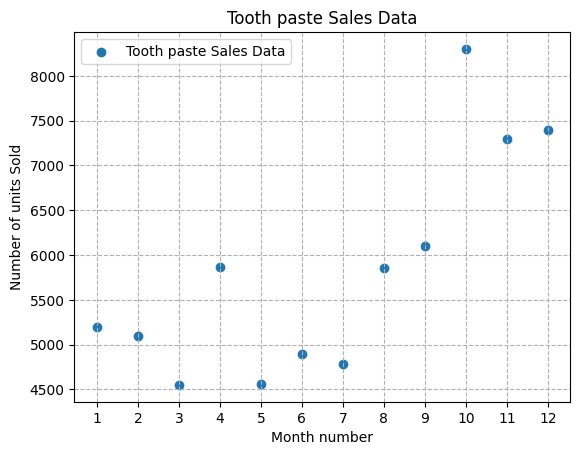 Tooth paste Sales Data
Tooth paste Sales Data
8000
7500
7000
6500
6000
5500
5000
4500
Number of units Sold
1 2 3 4 5 6 7 8 9 10 11 12
Month number